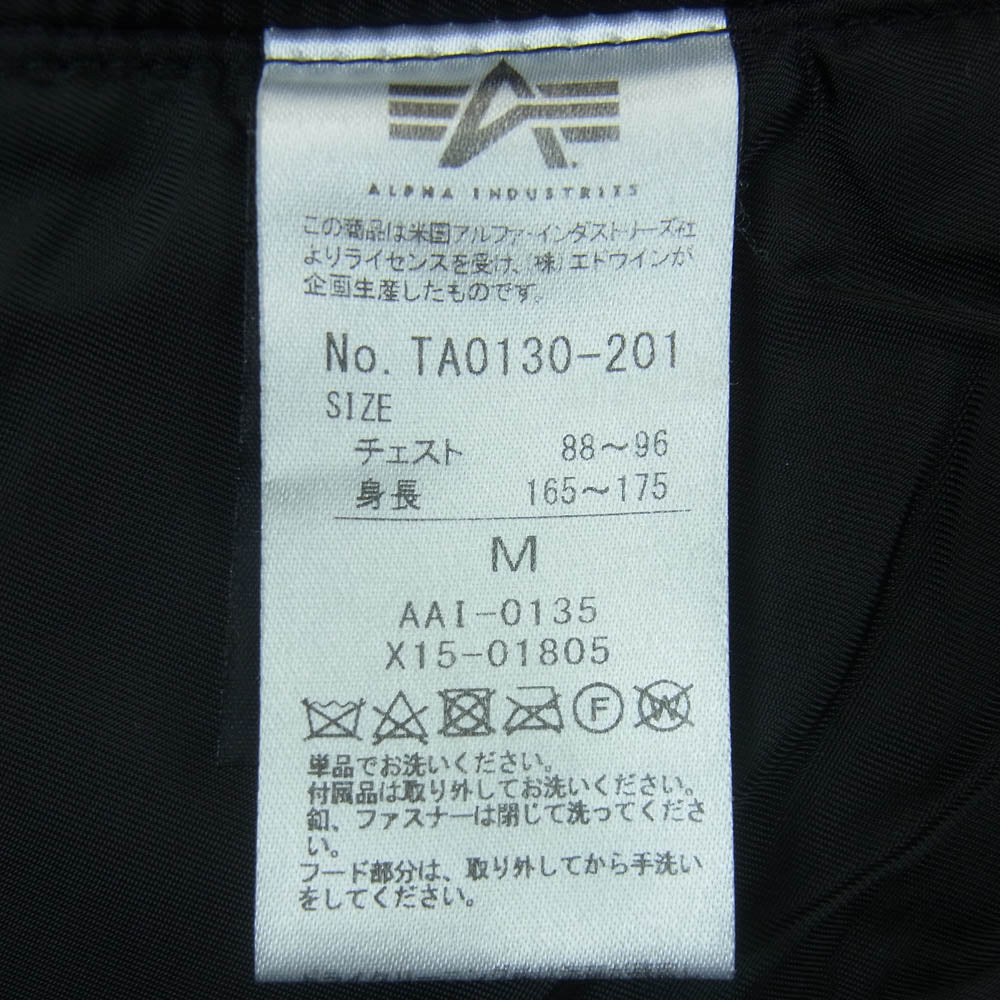 ALPHA INDUSTRIES
この商品は米国アルファ・インダストリーズ社
よりライセンスを受け、(株)エドウインが
企画生産したものです。
No. TA0130-201
SIZE
チェスト 88～96
身長 165～175
M
AAI-0135
X15-01805
F W
単品でお洗いください。
付属品は取り外してお洗いください。
釦、ファスナーは閉じて洗ってくださ
い。
フード部分は、取り外してから手洗い
をしてください。